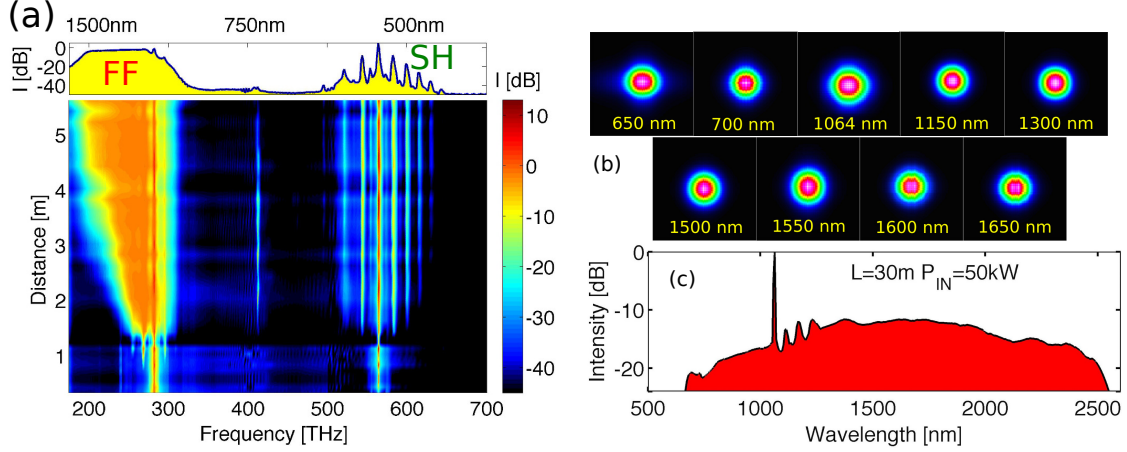 (a)
1500nm 750nm 500nm
I [dB]
0
-20
-40
FF
SH
I [dB]
Distance [m]
5
4
3
2
1
10
0
-10
-20
-30
-40
200 300 400 500 600 700
Frequency [THz]
650 nm 700 nm 1064 nm 1150 nm 1300 nm
(b)
1500 nm 1550 nm 1600 nm 1650 nm
(c)
L=30m P_IN=50kW
Intensity [dB]
0
-10
-20
500 1000 1500 2000 2500
Wavelength [nm]